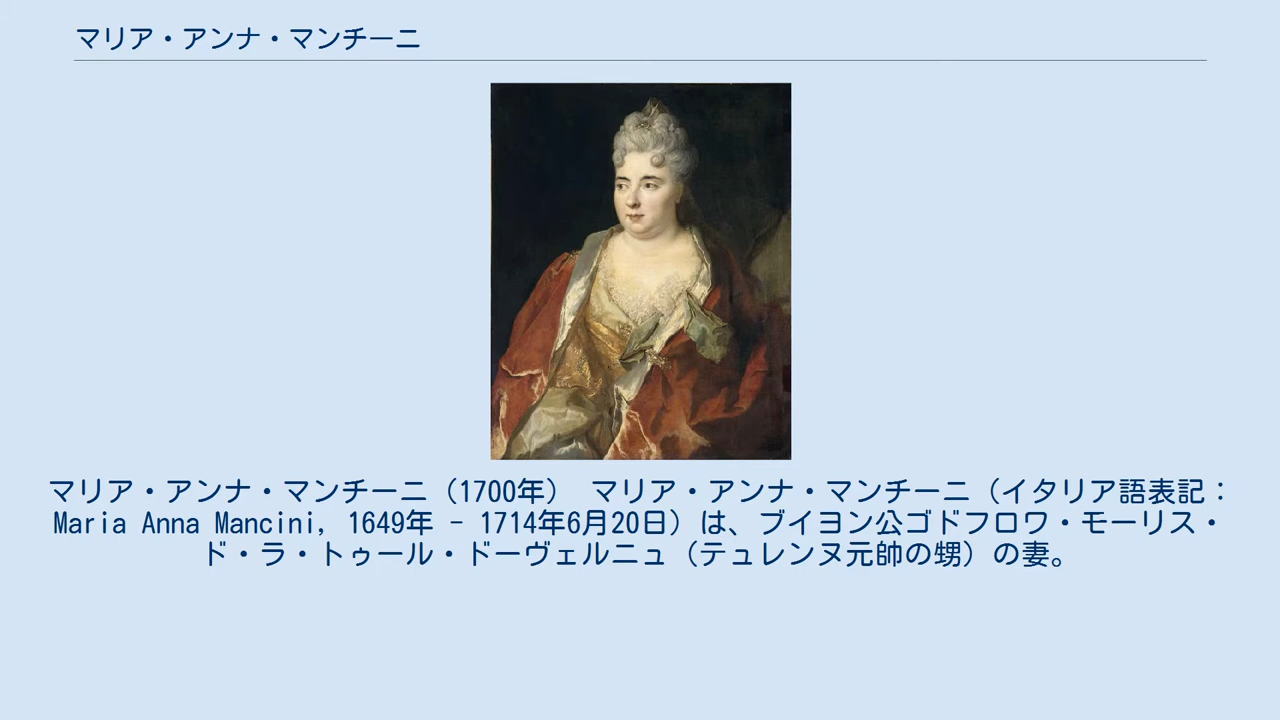 マリア・アンナ・マンチーニ
マリア・アンナ・マンチーニ（1700年） マリア・アンナ・マンチーニ（イタリア語表記：
Maria Anna Mancini, 1649年 - 1714年6月20日）は、ブイヨン公ゴドフロワ・モーリス・
ド・ラ・トゥール・ドーヴェルニュ（テュレンヌ元帥の甥）の妻。